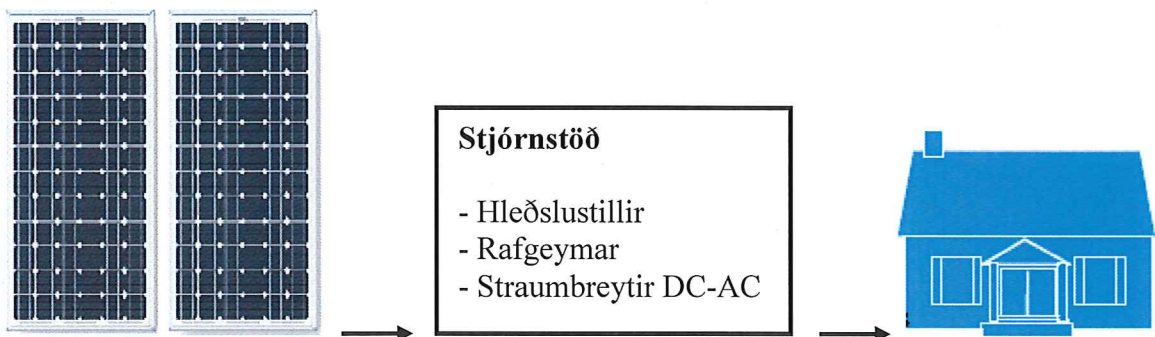 Stjórnstöð
- Hleðslustillir
- Rafgeymar
- Straumbreytir DC-AC